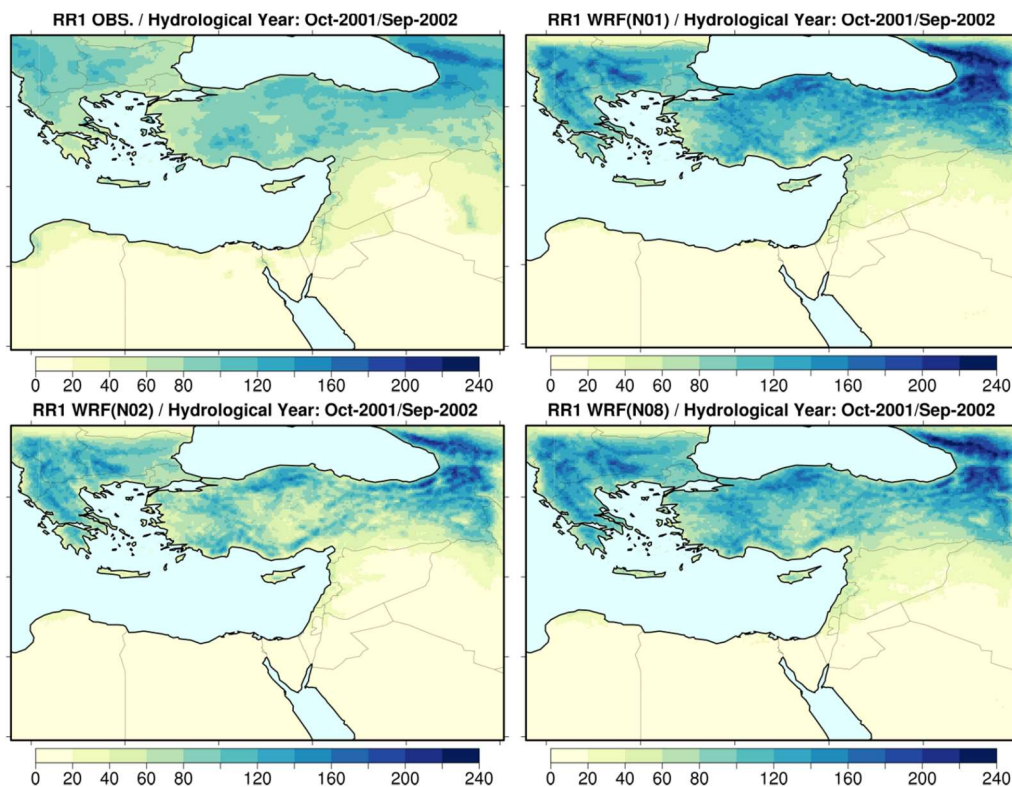 RR1 OBS. / Hydrological Year: Oct-2001/Sep-2002
RR1 WRF(N01) / Hydrological Year: Oct-2001/Sep-2002
0 20 40 60 80 120 160 200 240
0 20 40 60 80 120 160 200 240
RR1 WRF(N02) / Hydrological Year: Oct-2001/Sep-2002
RR1 WRF(N08) / Hydrological Year: Oct-2001/Sep-2002
0 20 40 60 80 120 160 200 240
0 20 40 60 80 120 160 200 240